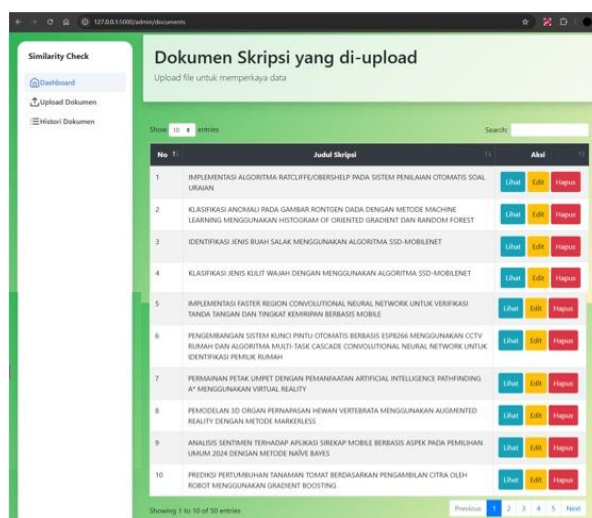 127.0.0.1:5000/admin/documents
Similarity Check
Dashboard
Upload Dokumen
Histori Dokumen
Dokumen Skripsi yang di-upload
Upload file untuk memperkaya data
Show 10 entries
Search:
No Judul Skripsi Aksi
1 IMPLEMENTASI ALGORITMA RATCLIFFE/OBERSHELP PADA SISTEM PENILAIAN OTOMATIS SOAL
URAIAN
Lihat Edit Hapus
2 KLASIFIKASI ANOMALI PADA GAMBAR RONTGEN DADA DENGAN METODE MACHINE
LEARNING MENGGUNAKAN HISTOGRAM OF ORIENTED GRADIENT DAN RANDOM FOREST
Lihat Edit Hapus
3 IDENTIFIKASI JENIS BUAH SALAK MENGGUNAKAN ALGORITMA SSD-MOBILENET
Lihat Edit Hapus
4 KLASIFIKASI JENIS KULIT WAJAH DENGAN MENGGUNAKAN ALGORITMA SSD-MOBILENET
Lihat Edit Hapus
5 IMPLEMENTASI FASTER REGION CONVOLUTIONAL NEURAL NETWORK UNTUK VERIFIKASI
TANDA TANGAN DAN TINGKAT KEMIRIPAN BERBASIS MOBILE
Lihat Edit Hapus
6 PENGEMBANGAN SISTEM KUNCI PINTU OTOMATIS BERBASIS ESP8266 MENGGUNAKAN CCTV
RUMAH DAN ALGORITMA MULTI-TASK CASCADE CONVOLUTIONAL NEURAL NETWORK UNTUK
IDENTIFIKASI PEMILIK RUMAH
Lihat Edit Hapus
7 PERMAINAN PETAK UMPET DENGAN PEMANFAATAN ARTIFICIAL INTELLIGENCE PATHFINDING
A* MENGGUNAKAN VIRTUAL REALITY
Lihat Edit Hapus
8 PEMODELAN 3D ORGAN PERNAPASAN HEWAN VERTEBRATA MENGGUNAKAN AUGMENTED
REALITY DENGAN METODE MARKERLESS
Lihat Edit Hapus
9 ANALISIS SENTIMEN TERHADAP APLIKASI SIREKAP MOBILE BERBASIS ASPEK PADA PEMILIHAN
UMUM 2024 DENGAN METODE NAÏVE BAYES
Lihat Edit Hapus
10 PREDIKSI PERTUMBUHAN TANAMAN TOMAT BERDASARKAN PENGAMBILAN CITRA OLEH
ROBOT MENGGUNAKAN GRADIENT BOOSTING
Lihat Edit Hapus
Showing 1 to 10 of 50 entries
Previous 1 2 3 4 5 Next